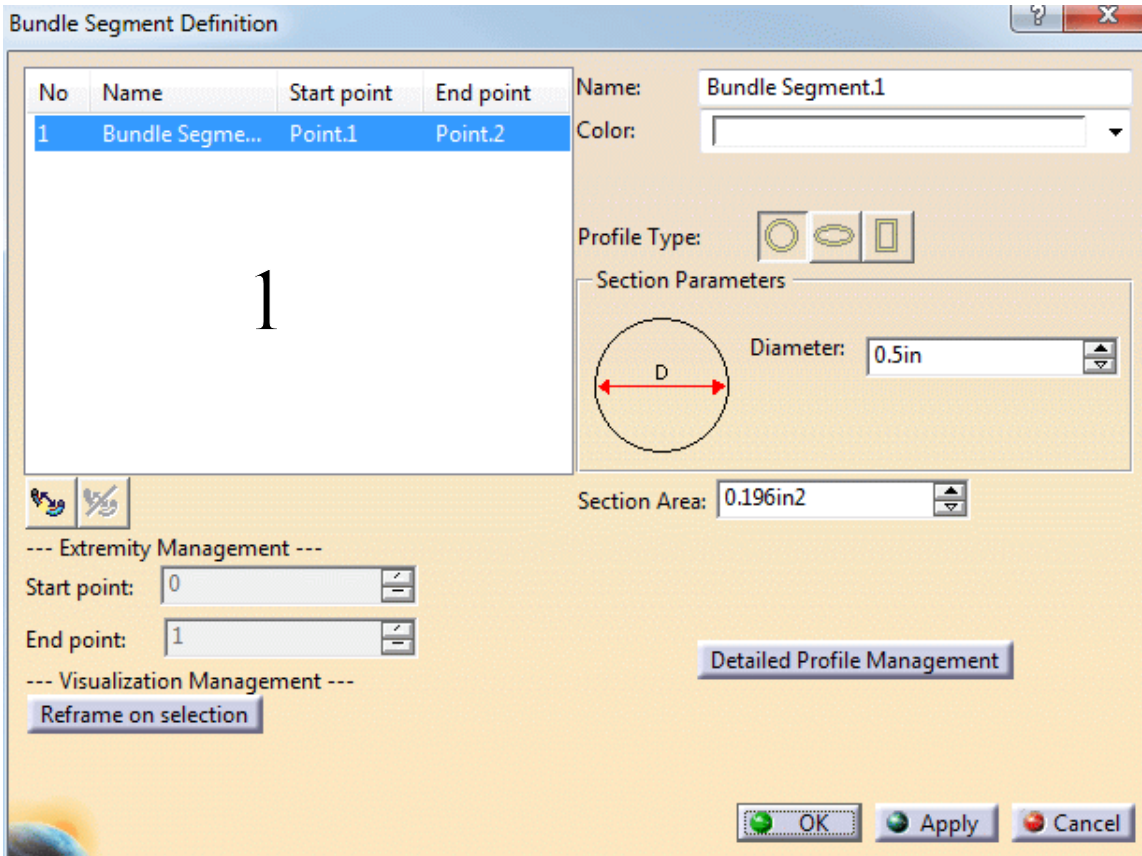 Bundle Segment Definition
No Name Start point End point
1 Bundle Segme... Point.1 Point.2
1
Name: Bundle Segment.1
Color:
Profile Type:
Section Parameters
D
Diameter: 0.5in
Section Area: 0.196in2
--- Extremity Management ---
Start point: 0
End point: 1
--- Visualization Management ---
Reframe on selection
Detailed Profile Management
OK Apply Cancel